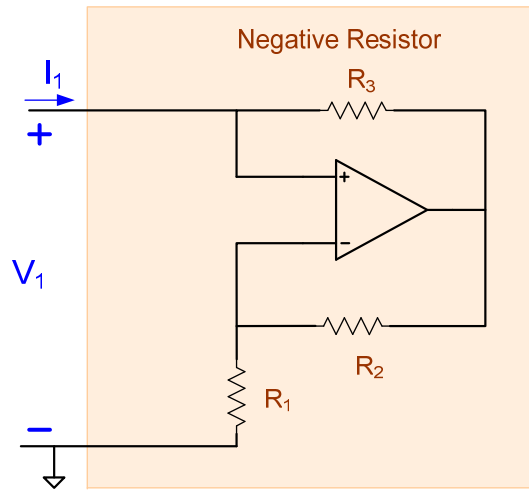 Negative Resistor
I₁
R₃
+
+
−
V₁
R₂
R₁
−